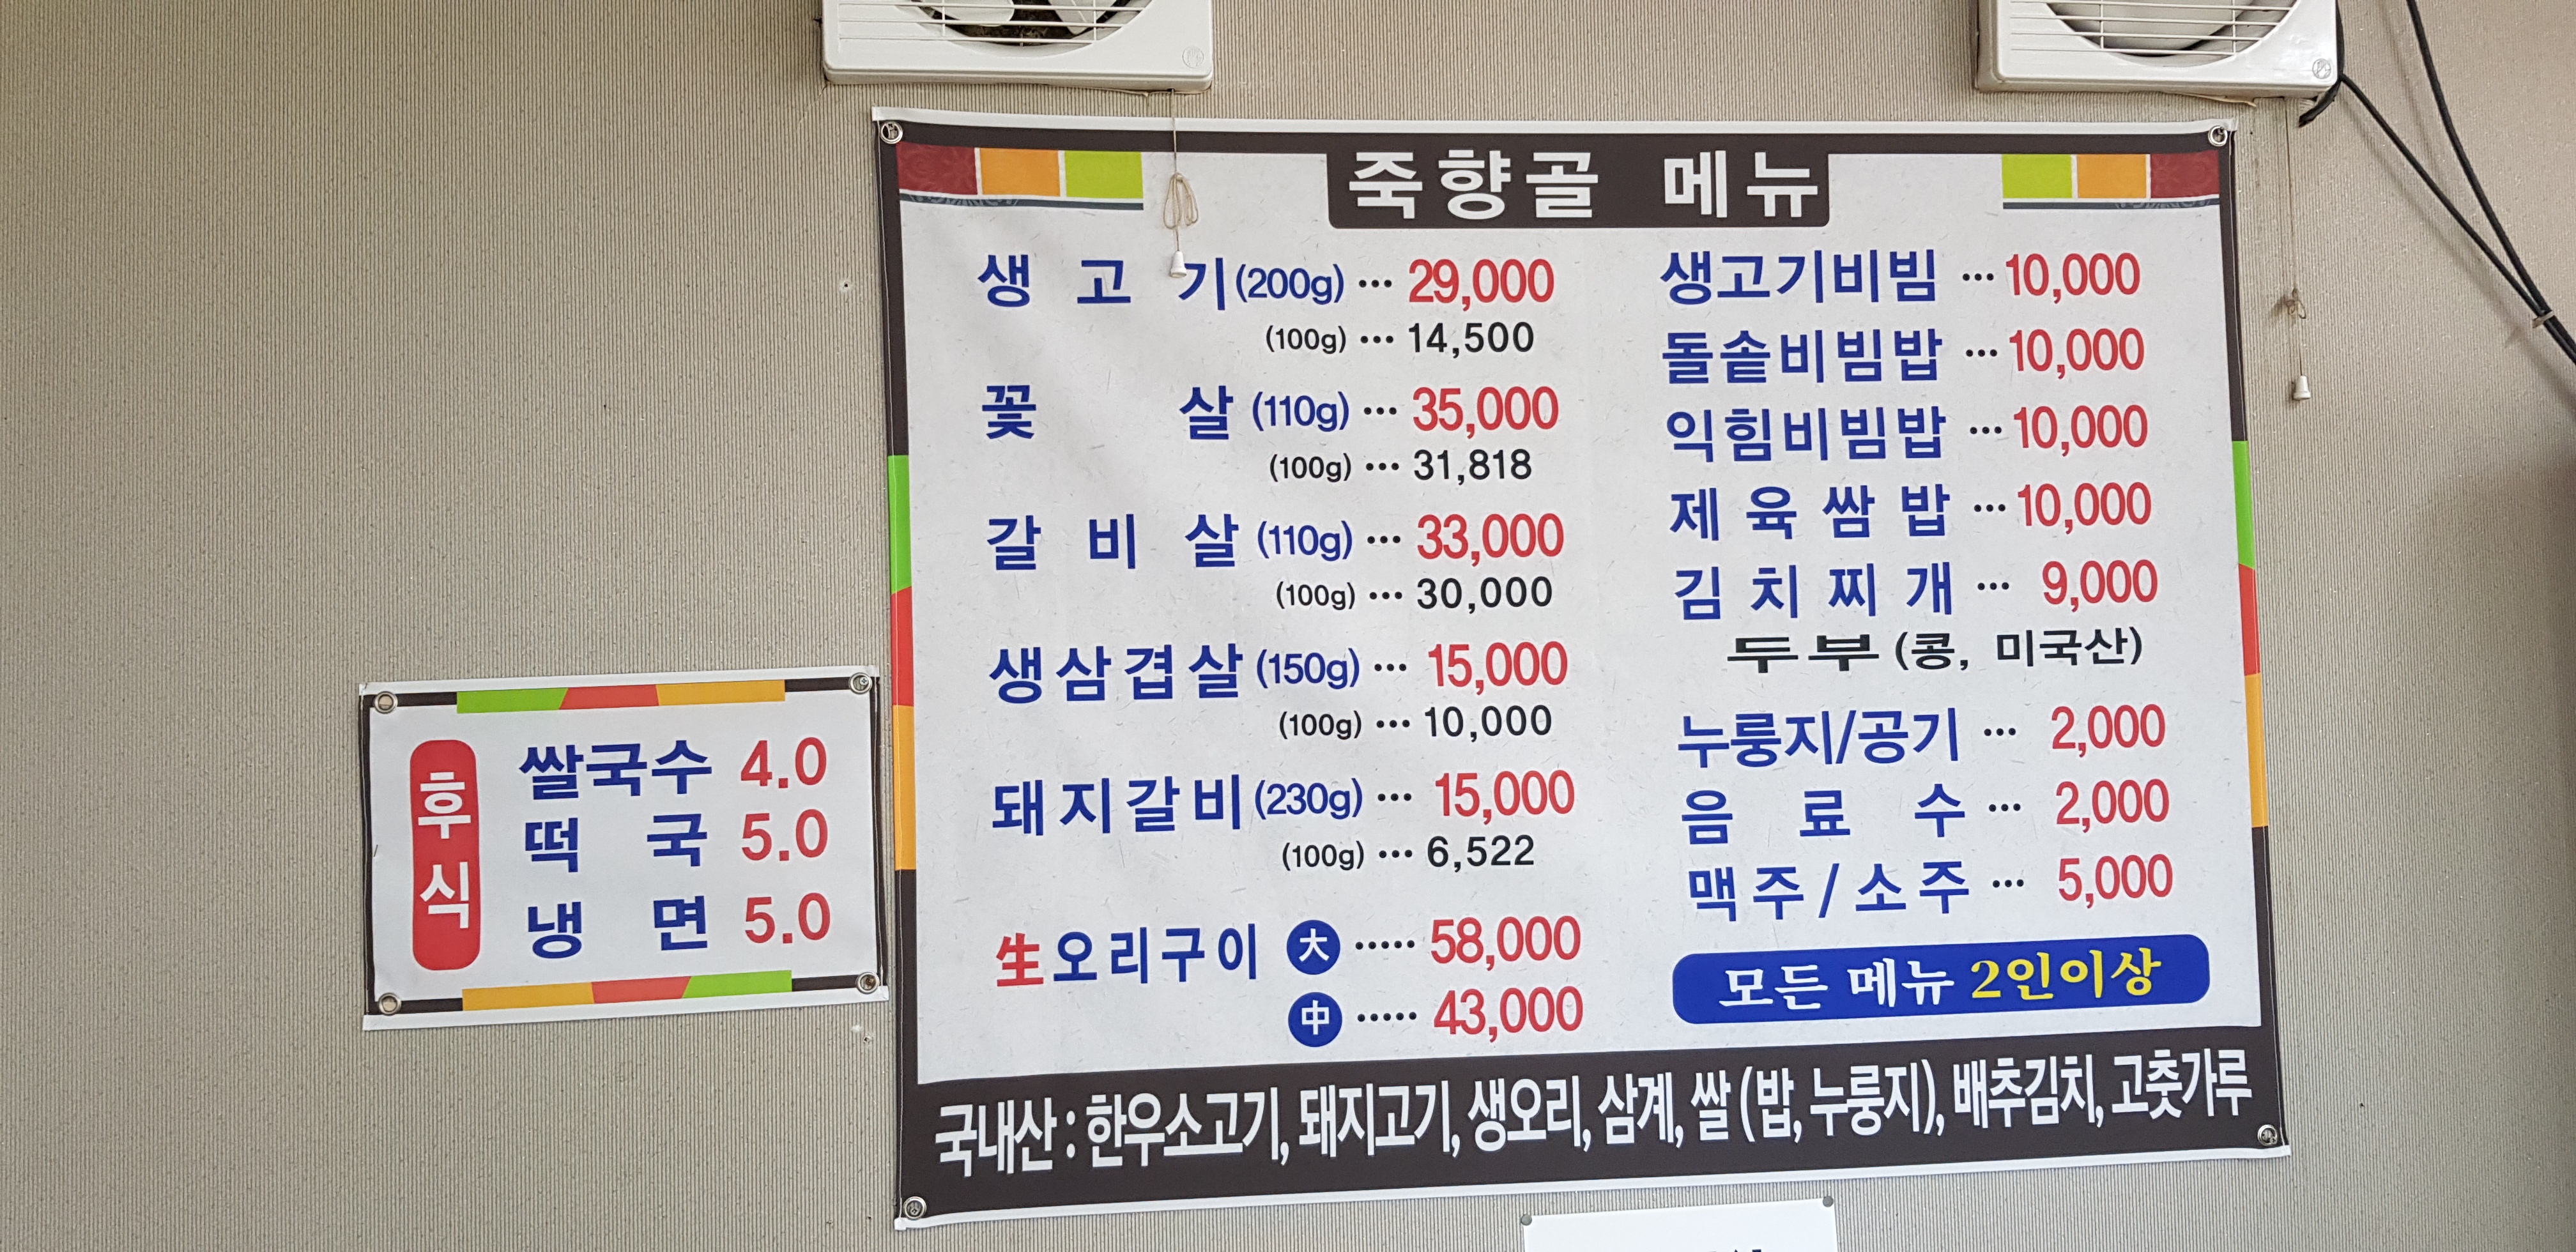 죽향골 메뉴
생고기(200g) ··· 29,000
(100g) ··· 14,500
꽃살(110g) ··· 35,000
(100g) ··· 31,818
갈비살(110g) ··· 33,000
(100g) ··· 30,000
생삼겹살(150g) ··· 15,000
(100g) ··· 10,000
돼지갈비(230g) ··· 15,000
(100g) ··· 6,522
生오리구이 大 ····· 58,000
中 ····· 43,000
생고기비빔 ··· 10,000
돌솥비빔밥 ··· 10,000
익힘비빔밥 ··· 10,000
제육쌈밥 ··· 10,000
김치찌개 ··· 9,000
두부 (콩, 미국산)
누룽지/공기 ··· 2,000
음료수 ··· 2,000
맥주/소주 ··· 5,000
모든 메뉴 2인이상
국내산 : 한우소고기, 돼지고기, 생오리, 삼계, 쌀 (밥, 누룽지), 배추김치, 고춧가루
후식
쌀국수 4.0
떡국 5.0
냉면 5.0